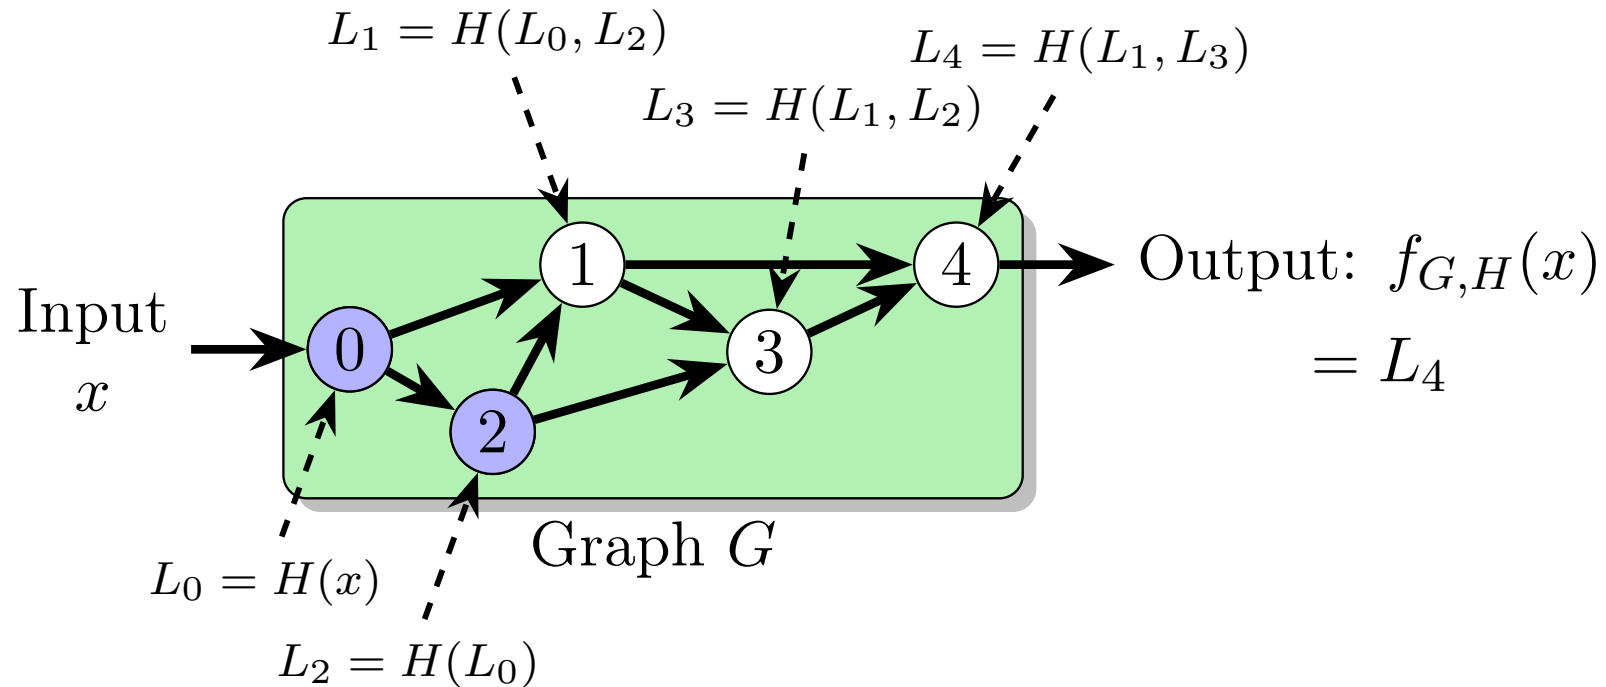 L₁ = H(L₀, L₂)
L₄ = H(L₁, L₃)
L₃ = H(L₁, L₂)
Input
x
0
1
2
3
4
Output: f_{G,H}(x)
= L₄
Graph G
L₀ = H(x)
L₂ = H(L₀)